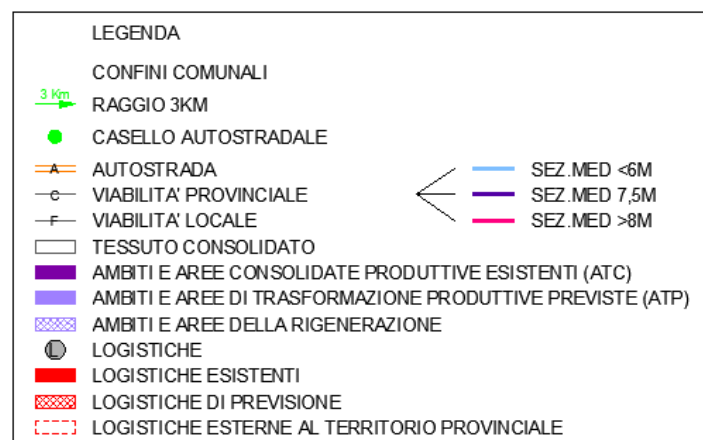 LEGENDA
CONFINI COMUNALI
3 Km RAGGIO 3KM
CASELLO AUTOSTRADALE
A AUTOSTRADA SEZ.MED <6M
C VIABILITA' PROVINCIALE SEZ.MED 7,5M
F VIABILITA' LOCALE SEZ.MED >8M
TESSUTO CONSOLIDATO
AMBITI E AREE CONSOLIDATE PRODUTTIVE ESISTENTI (ATC)
AMBITI E AREE DI TRASFORMAZIONE PRODUTTIVE PREVISTE (ATP)
AMBITI E AREE DELLA RIGENERAZIONE
L LOGISTICHE
LOGISTICHE ESISTENTI
LOGISTICHE DI PREVISIONE
LOGISTICHE ESTERNE AL TERRITORIO PROVINCIALE